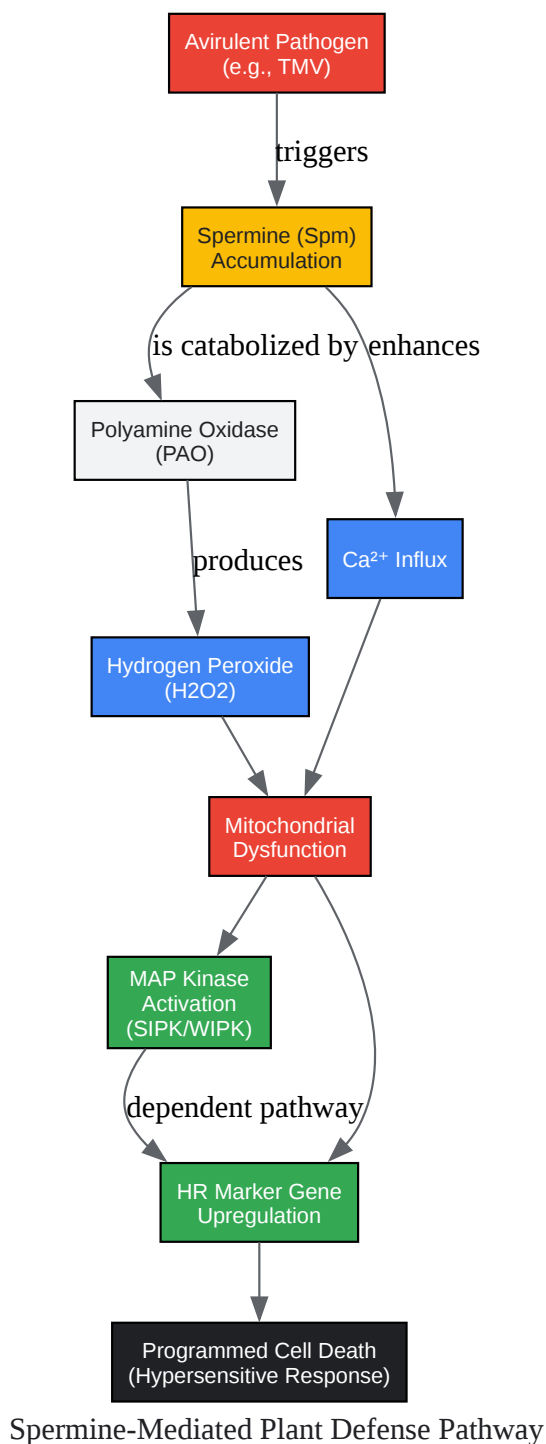 Avirulent Pathogen
(e.g., TMV)
triggers
Spermine (Spm)
Accumulation
is catabolized by
enhances
Polyamine Oxidase
(PAO)
Ca²⁺ Influx
produces
Hydrogen Peroxide
(H2O2)
Mitochondrial
Dysfunction
MAP Kinase
Activation
(SIPK/WIPK)
dependent pathway
HR Marker Gene
Upregulation
Programmed Cell Death
(Hypersensitive Response)
Spermine-Mediated Plant Defense Pathway